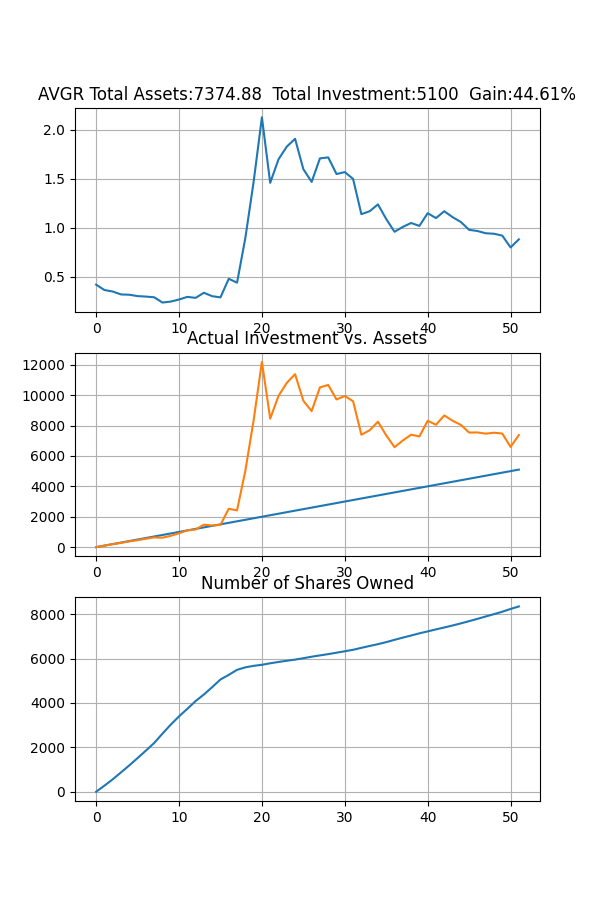 AVGR Total Assets:7374.88  Total Investment:5100  Gain:44.61%
2.0
1.5
1.0
0.5
0 10 20 30 40 50
Actual Investment vs. Assets
12000
10000
8000
6000
4000
2000
0
0 10 20 30 40 50
Number of Shares Owned
8000
6000
4000
2000
0
0 10 20 30 40 50